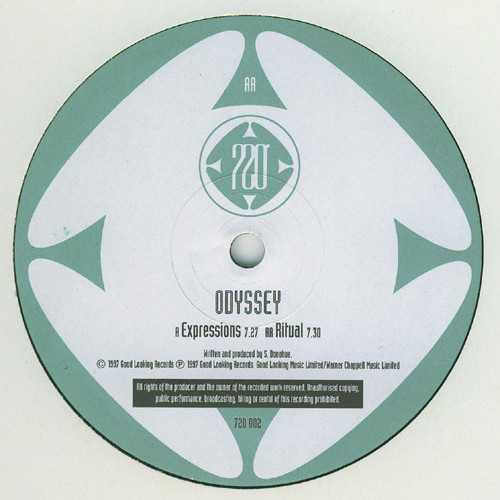 AA
720
ODYSSEY
A Expressions 7.27 AA Ritual 7.30
Written and produced by S. Donohoe.
© 1997 Good Looking Records ℗ 1997 Good Looking Records. Good Looking Music Limited/Warner Chappell Music Limited
All rights of the producer and the owner of the recorded work reserved. Unauthorised copying,
public performance, broadcasting, hiring or rental of this recording prohibited.
720 002